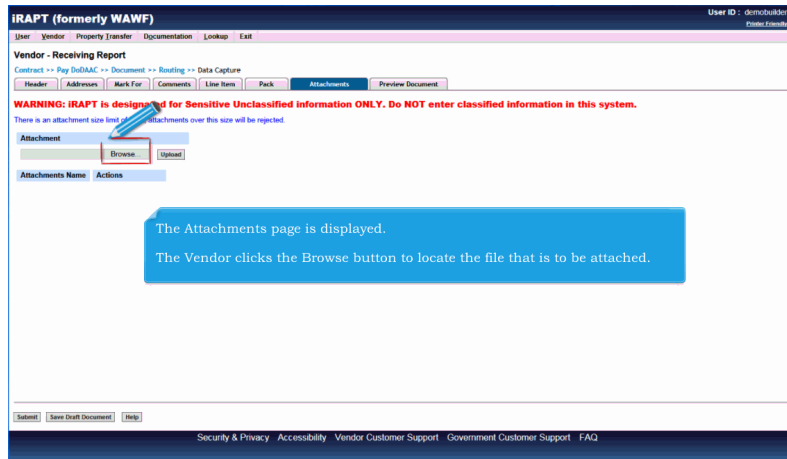 iRAPT (formerly WAWF)
User ID : demobuilder
Printer Friendly
User Vendor Property Transfer Documentation Lookup Exit
Vendor - Receiving Report
Contract >> Pay DoDAAC >> Document >> Routing >> Data Capture
Header Addresses Mark For Comments Line Item Pack Attachments Preview Document
WARNING: iRAPT is designated for Sensitive Unclassified information ONLY. Do NOT enter classified information in this system.
There is an attachment size limit of attachments over this size will be rejected.
Attachment
Browse... Upload
Attachments Name Actions
The Attachments page is displayed.
The Vendor clicks the Browse button to locate the file that is to be attached.
Submit Save Draft Document Help
Security & Privacy Accessibility Vendor Customer Support Government Customer Support FAQ